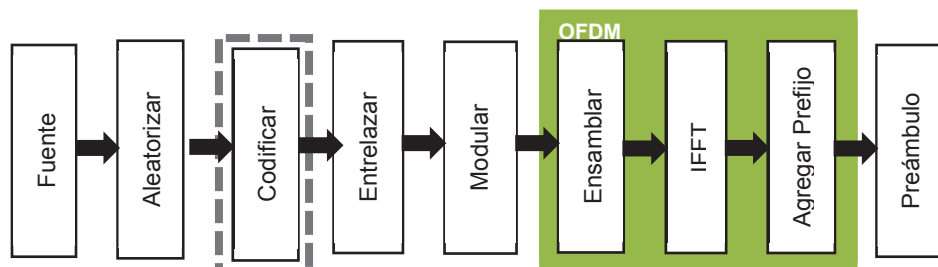 OFDM
Fuente
Aleatorizar
Codificar
Entrelazar
Modular
Ensamblar
IFFT
Agregar Prefijo
Preámbulo